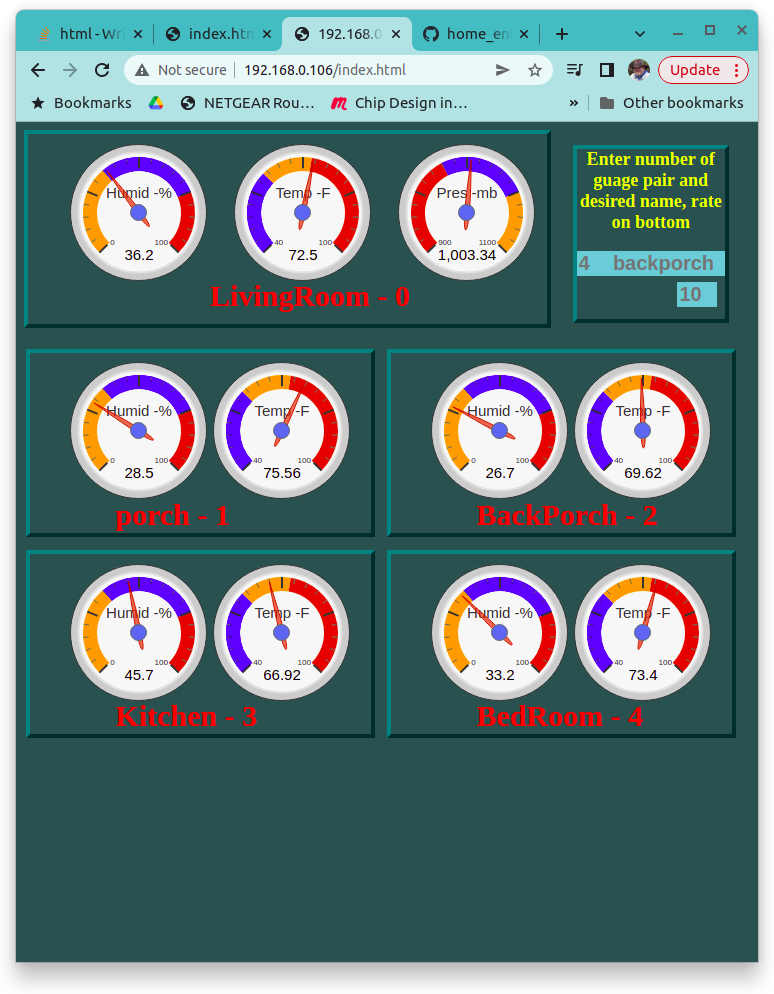 html - Wri
index.htm
192.168.0
home_en
Not secure
192.168.0.106/index.html
Update
Bookmarks
NETGEAR Rou...
Chip Design in...
»
Other bookmarks
Humid -%
0 100
36.2
Temp -F
40 100
72.5
Pres -mb
900 1100
1,003.34
LivingRoom - 0
Enter number of
guage pair and
desired name, rate
on bottom
4 backporch
10
Humid -%
0 100
28.5
Temp -F
40 100
75.56
porch - 1
Humid -%
0 100
26.7
Temp -F
40 100
69.62
BackPorch - 2
Humid -%
0 100
45.7
Temp -F
40 100
66.92
Kitchen - 3
Humid -%
0 100
33.2
Temp -F
40 100
73.4
BedRoom - 4